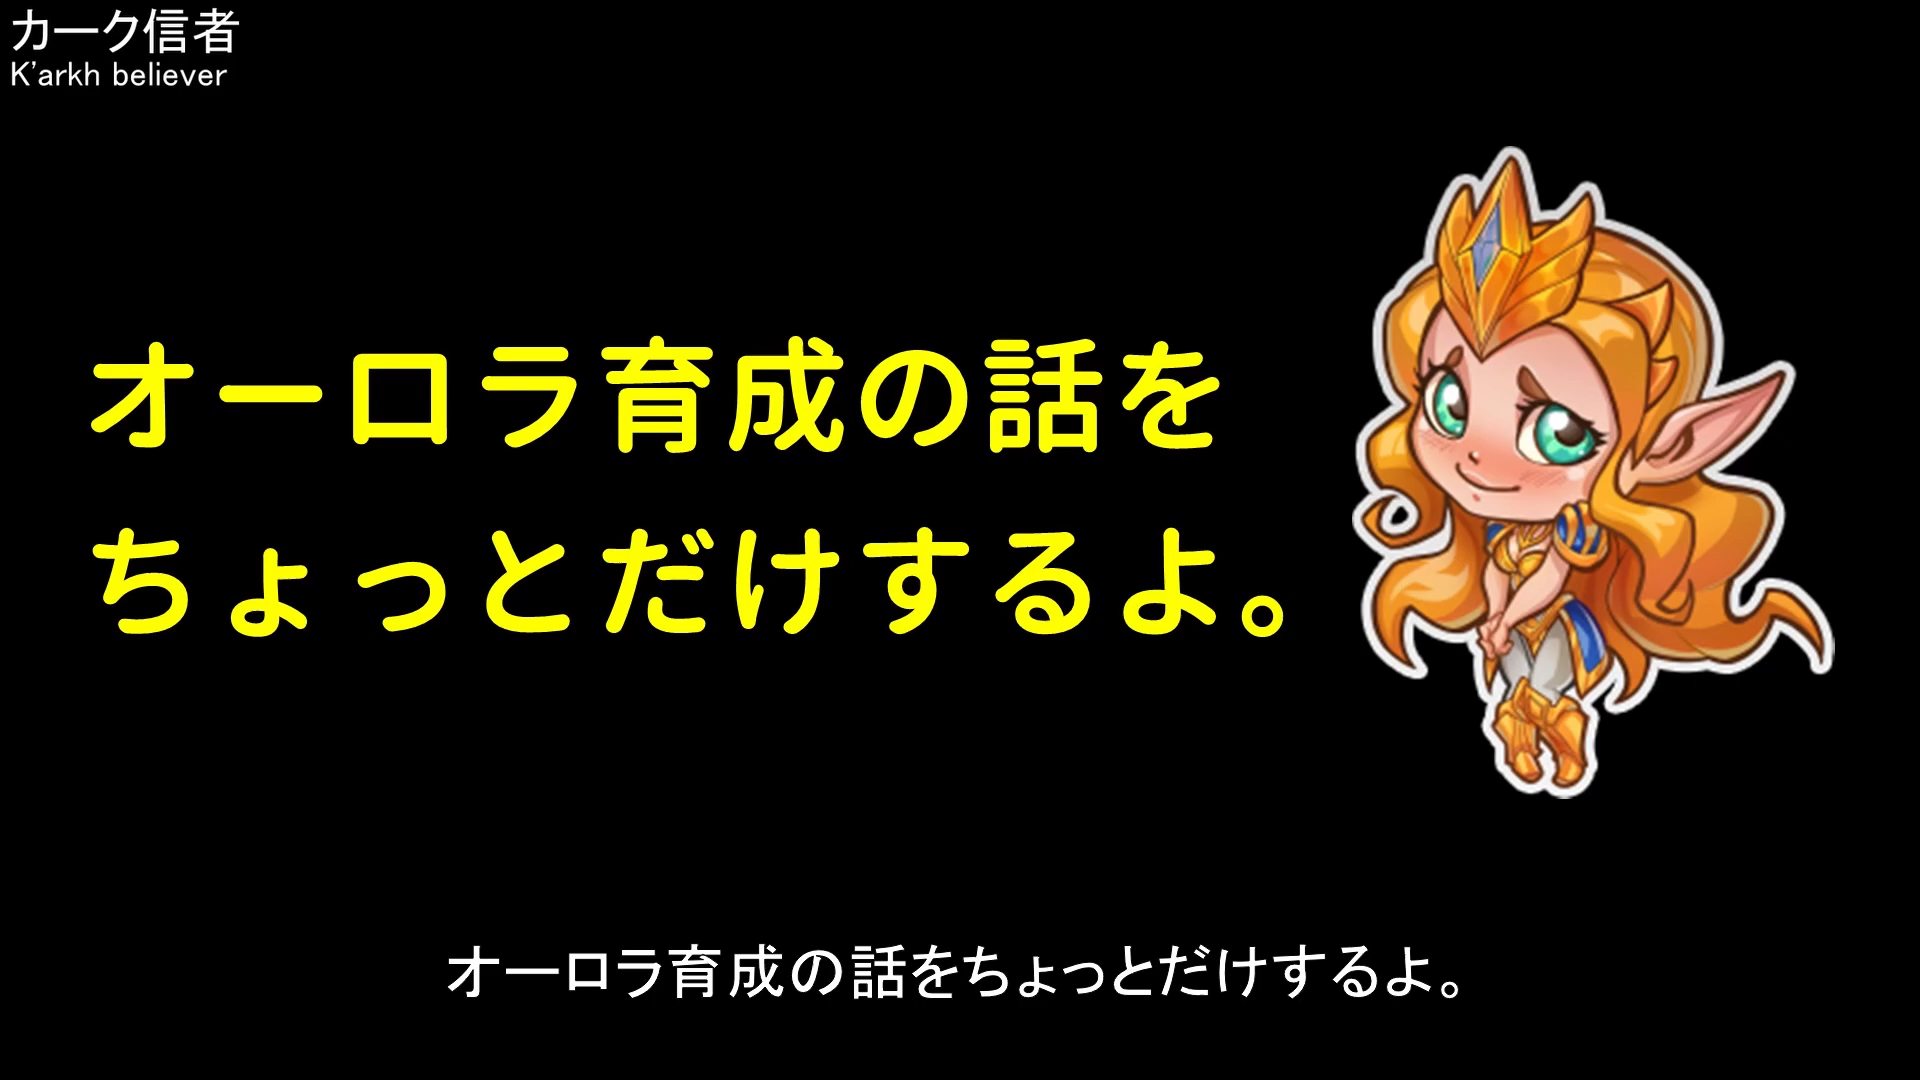 カーク信者
K'arkh believer
オーロラ育成の話を
ちょっとだけするよ。
オーロラ育成の話をちょっとだけするよ。